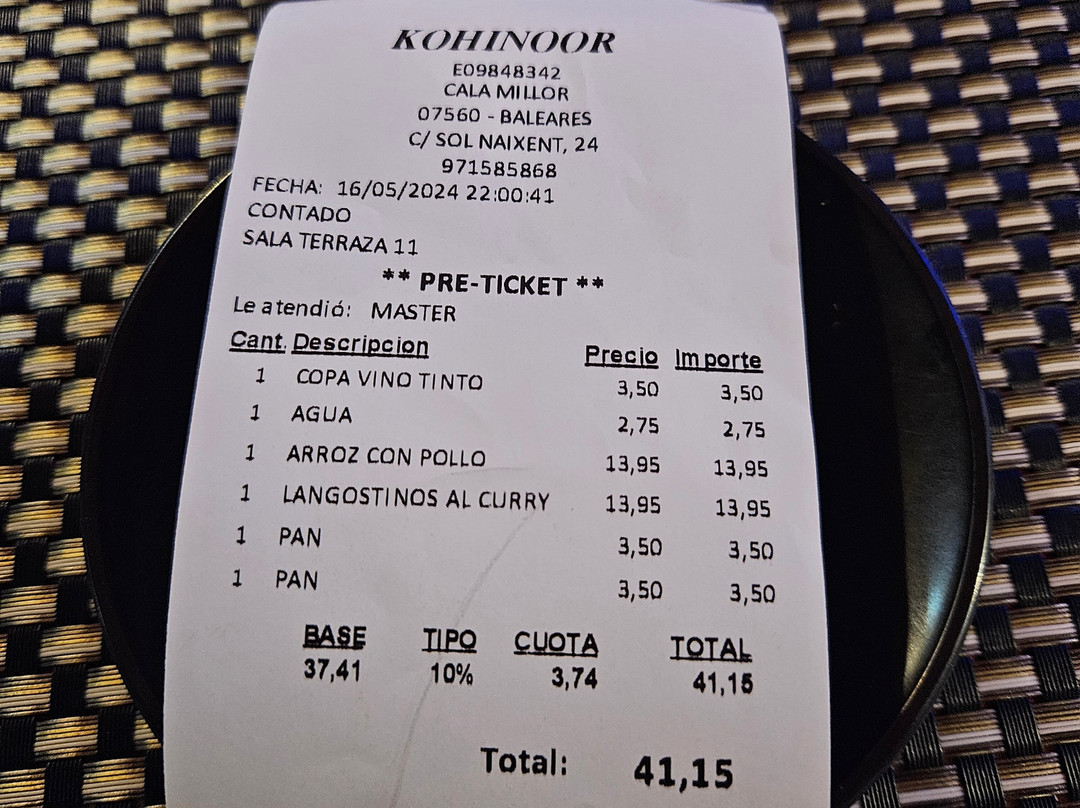 KOHINOOR
E09848342
CALA MILLOR
07560 - BALEARES
C/ SOL NAIXENT, 24
971585868
FECHA: 16/05/2024 22:00:41
CONTADO
SALA TERRAZA 11
** PRE-TICKET **
Le atendió: MASTER
Cant. Descripcion Precio Importe
1 COPA VINO TINTO 3,50 3,50
1 AGUA 2,75 2,75
1 ARROZ CON POLLO 13,95 13,95
1 LANGOSTINOS AL CURRY 13,95 13,95
1 PAN 3,50 3,50
1 PAN 3,50 3,50
BASE TIPO CUOTA TOTAL
37,41 10% 3,74 41,15
Total: 41,15